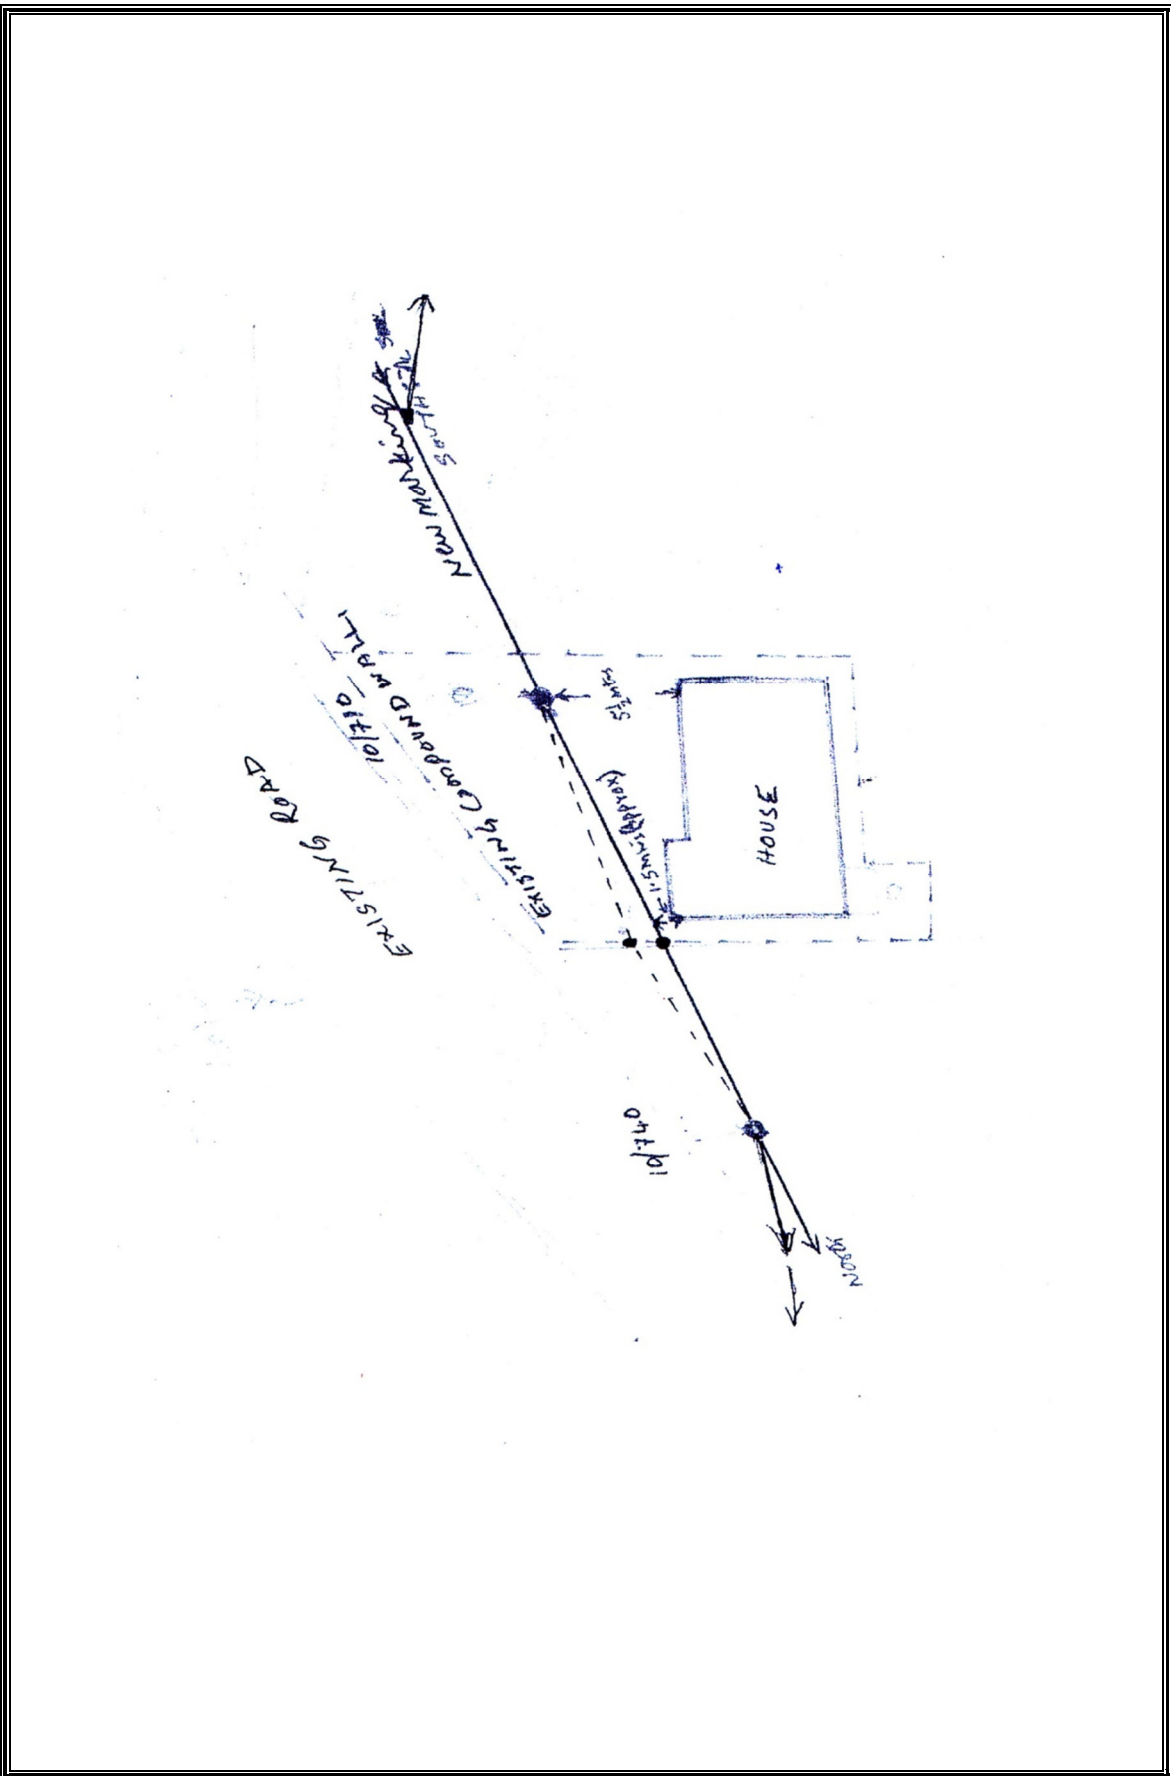 EXISTING ROAD
10/710
EXISTING COMPOUND WALL
New Marking
SOUTH
5½ mtrs
1.5 Mts (Approx)
HOUSE
10/740
North